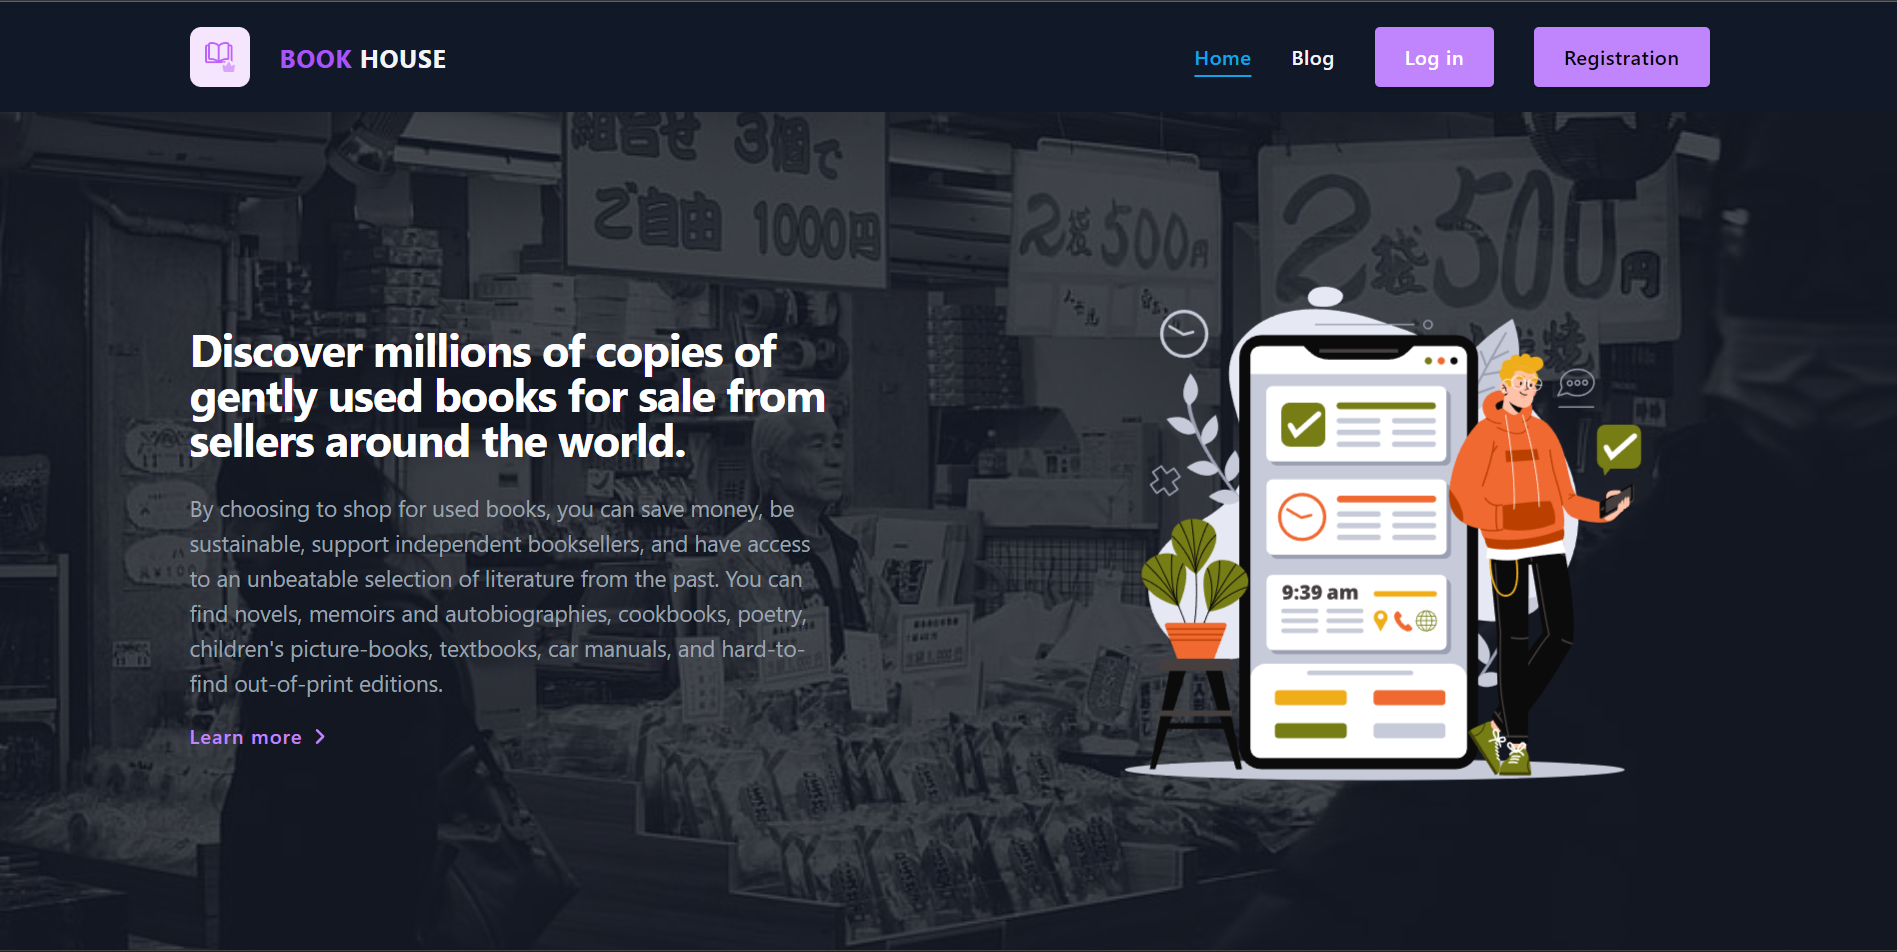 BOOK HOUSE
Home
Blog
Log in
Registration
組合せ 3個で
ご自由 1000円
2袋500円
2袋500円
Discover millions of copies of
gently used books for sale from
sellers around the world.
By choosing to shop for used books, you can save money, be
sustainable, support independent booksellers, and have access
to an unbeatable selection of literature from the past. You can
find novels, memoirs and autobiographies, cookbooks, poetry,
children's picture-books, textbooks, car manuals, and hard-to-
find out-of-print editions.
Learn more
9:39 am